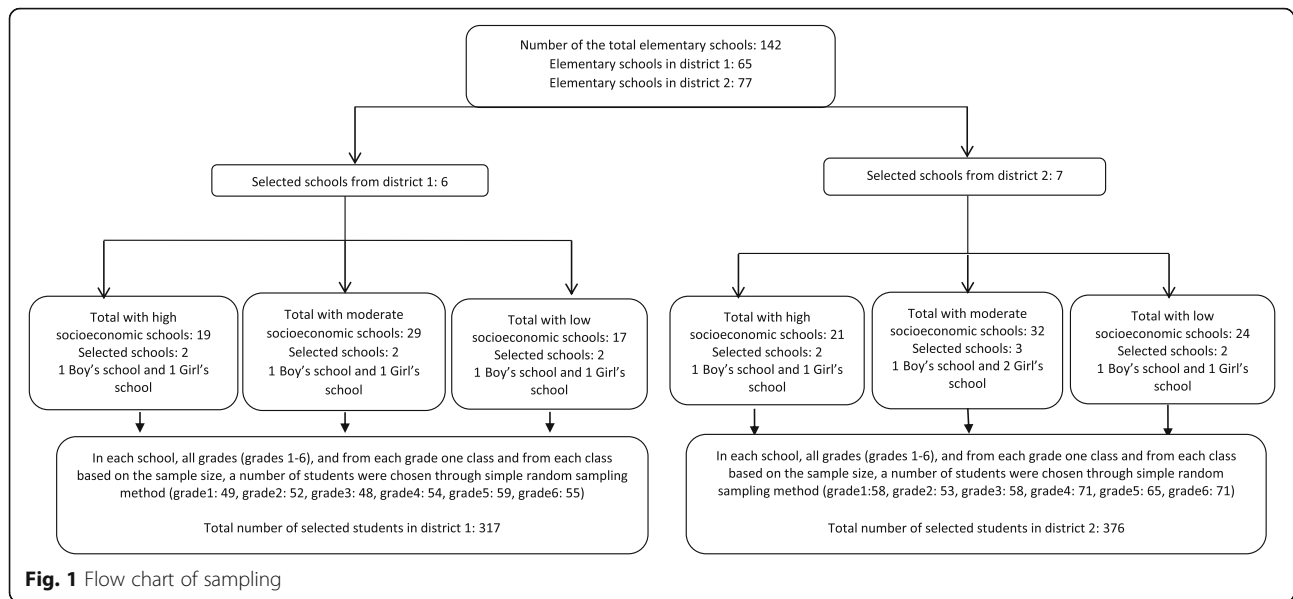 Number of the total elementary schools: 142
Elementary schools in district 1: 65
Elementary schools in district 2: 77
Selected schools from district 1: 6
Selected schools from district 2: 7
Total with high
socioeconomic schools: 19
Selected schools: 2
1 Boy's school and 1 Girl's
school
Total with moderate
socioeconomic schools: 29
Selected schools: 2
1 Boy's school and 1 Girl's
school
Total with low
socioeconomic schools: 17
Selected schools: 2
1 Boy's school and 1 Girl's
school
Total with high
socioeconomic schools: 21
Selected schools: 2
1 Boy's school and 1 Girl's
school
Total with moderate
socioeconomic schools: 32
Selected schools: 3
1 Boy's school and 2 Girl's
school
Total with low
socioeconomic schools: 24
Selected schools: 2
1 Boy's school and 1 Girl's
school
In each school, all grades (grades 1-6), and from each grade one class and from each class
based on the sample size, a number of students were chosen through simple random sampling
method (grade1: 49, grade2: 52, grade3: 48, grade4: 54, grade5: 59, grade6: 55)
Total number of selected students in district 1: 317
In each school, all grades (grades 1-6), and from each grade one class and from each class
based on the sample size, a number of students were chosen through simple random
sampling method (grade1:58, grade2: 53, grade3: 58, grade4: 71, grade5: 65, grade6: 71)
Total number of selected students in district 2: 376
Fig. 1 Flow chart of sampling